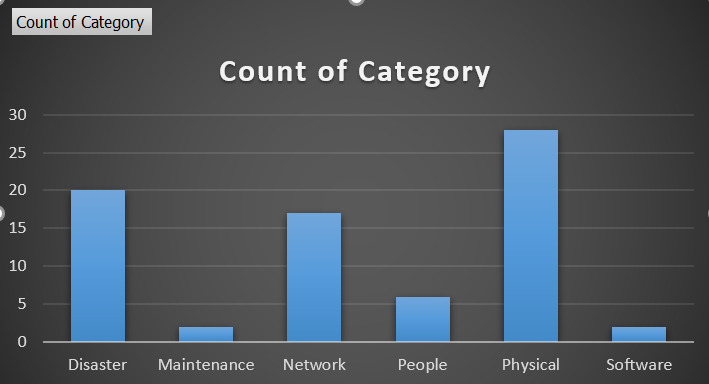 Count of Category
Count of Category
30
25
20
15
10
5
0
Disaster Maintenance Network People Physical Software